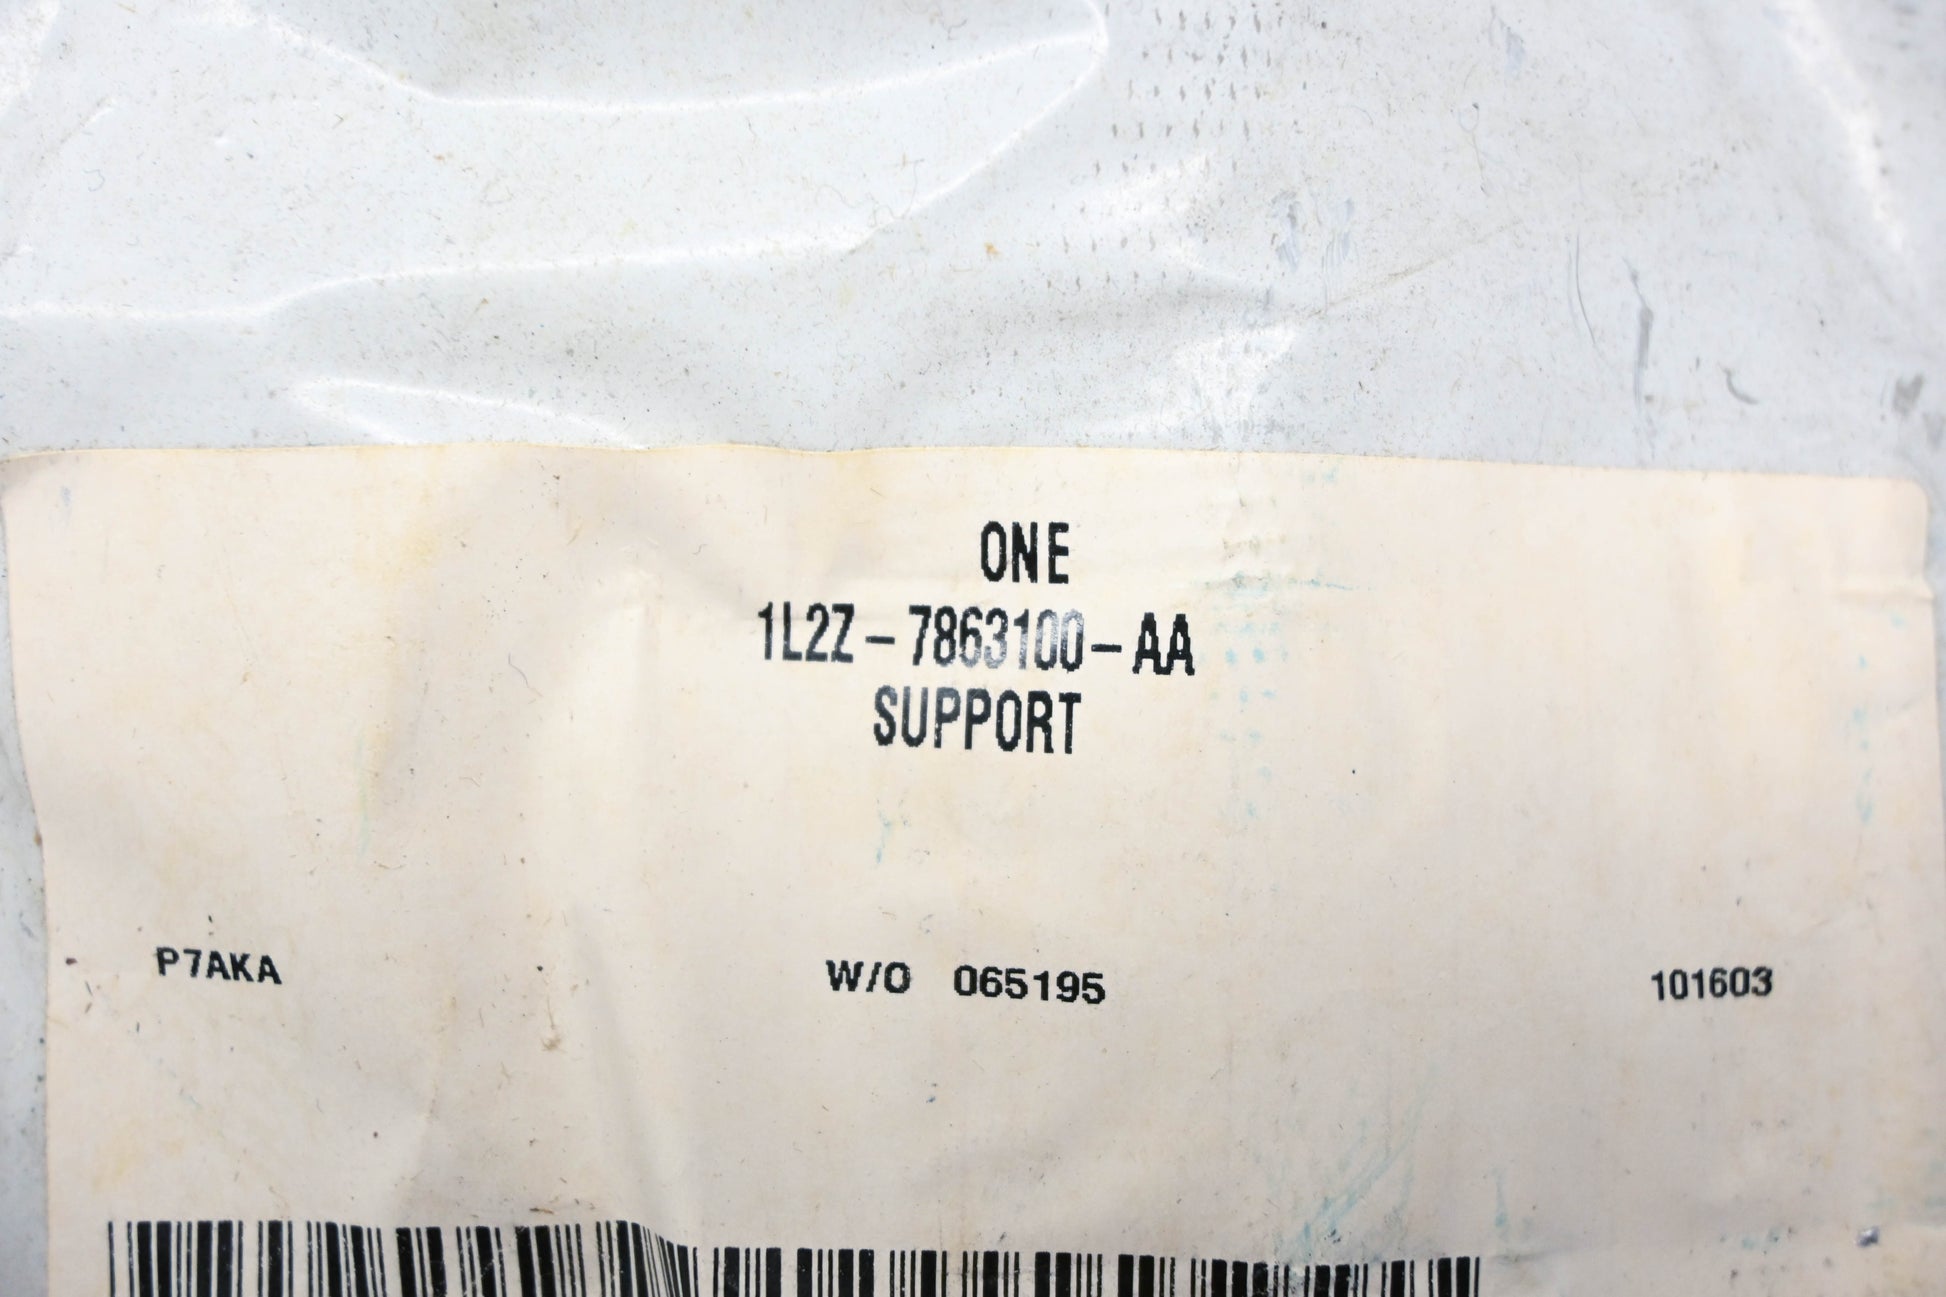 ONE
1L2Z-7863100-AA
SUPPORT
P7AKA W/O 065195 101603